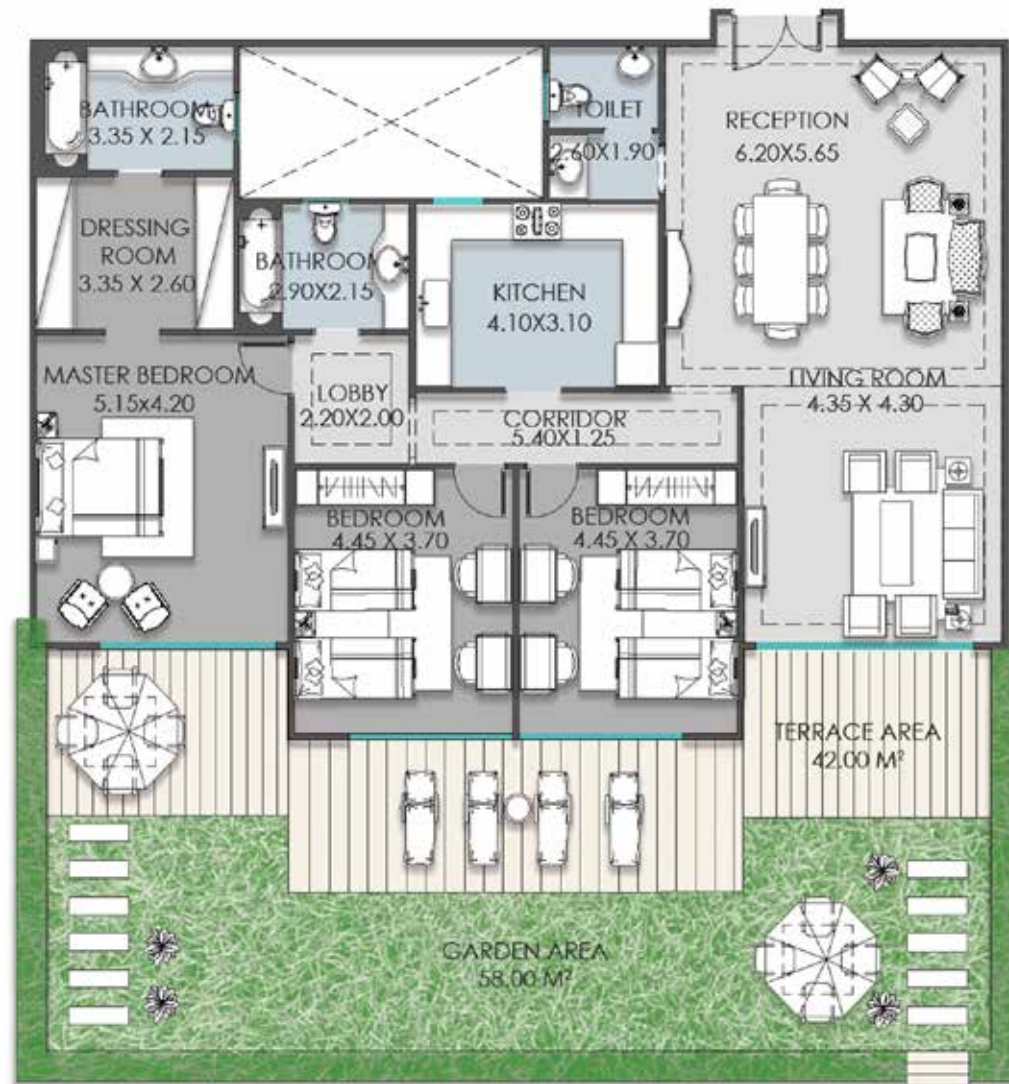 BATHROOM
3.35 X 2.15
TOILET
2.60X1.90
RECEPTION
6.20X5.65
DRESSING
ROOM
3.35 X 2.60
BATHROOM
2.90X2.15
KITCHEN
4.10X3.10
MASTER BEDROOM
5.15x4.20
LOBBY
2.20X2.00
CORRIDOR
5.40X1.25
LIVING ROOM
4.35 X 4.30
BEDROOM
4.45 X 3.70
BEDROOM
4.45 X 3.70
TERRACE AREA
42.00 M²
GARDEN AREA
58.00 M²